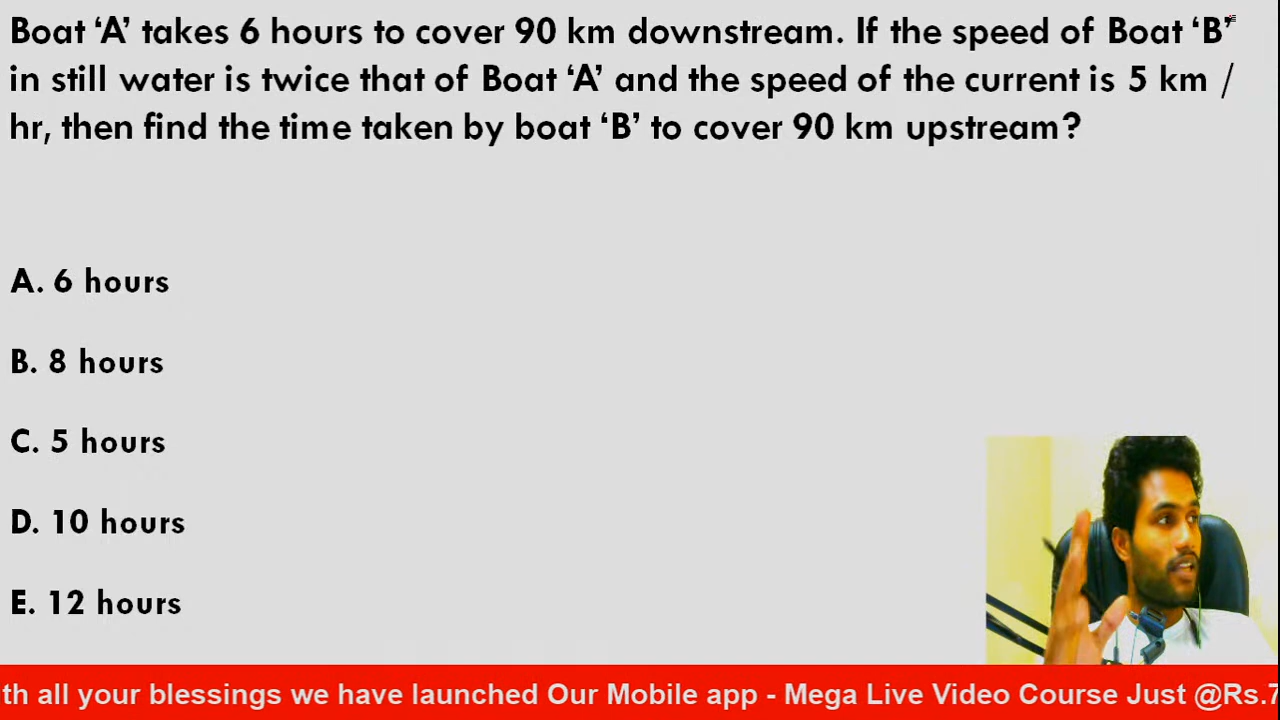 Boat ‘A’ takes 6 hours to cover 90 km downstream. If the speed of Boat ‘B’
in still water is twice that of Boat ‘A’ and the speed of the current is 5 km /
hr, then find the time taken by boat ‘B’ to cover 90 km upstream?
A. 6 hours
B. 8 hours
C. 5 hours
D. 10 hours
E. 12 hours
th all your blessings we have launched Our Mobile app - Mega Live Video Course Just @Rs.7